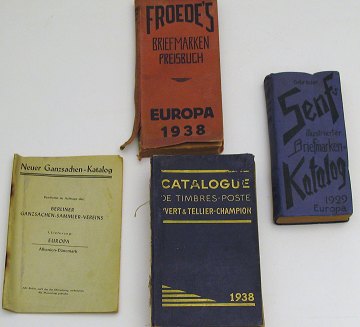 FROEDE'S
BRIEFMARKEN
PREISBUCH
EUROPA
1938
Senfs
Illustrierter
Briefmarken-
Katalog
1929
Europa
Neuer Ganzsachen-Katalog
BERLINER
GANZSACHEN-SAMMLER-VEREINS
EUROPA
CATALOGUE
DE TIMBRES-POSTE
YVERT & TELLIER-CHAMPION
1938